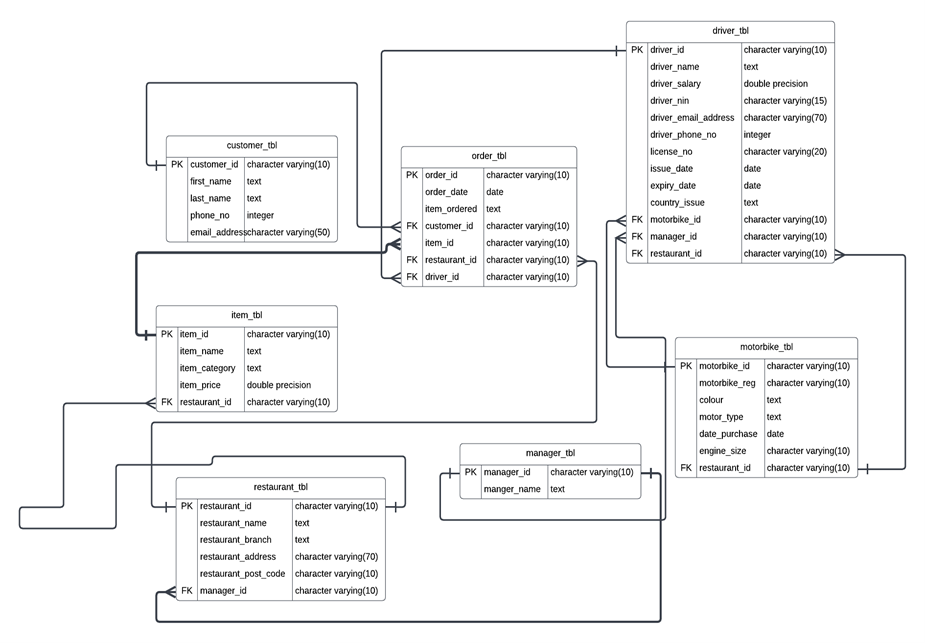 driver_tbl
PK driver_id character varying(10)
driver_name text
driver_salary double precision
driver_nin character varying(15)
driver_email_address character varying(70)
driver_phone_no integer
license_no character varying(20)
issue_date date
expiry_date date
country_issue text
FK motorbike_id character varying(10)
FK manager_id character varying(10)
FK restaurant_id character varying(10)
customer_tbl
PK customer_id character varying(10)
first_name text
last_name text
phone_no integer
email_address character varying(50)
order_tbl
PK order_id character varying(10)
order_date date
item_ordered text
FK customer_id character varying(10)
FK item_id character varying(10)
FK restaurant_id character varying(10)
FK driver_id character varying(10)
item_tbl
PK item_id character varying(10)
item_name text
item_category text
item_price double precision
FK restaurant_id character varying(10)
motorbike_tbl
PK motorbike_id character varying(10)
motorbike_reg character varying(10)
colour text
motor_type text
date_purchase date
engine_size character varying(10)
FK restaurant_id character varying(10)
manager_tbl
PK manager_id character varying(10)
manger_name text
restaurant_tbl
PK restaurant_id character varying(10)
restaurant_name text
restaurant_branch text
restaurant_address character varying(70)
restaurant_post_code character varying(10)
FK manager_id character varying(10)